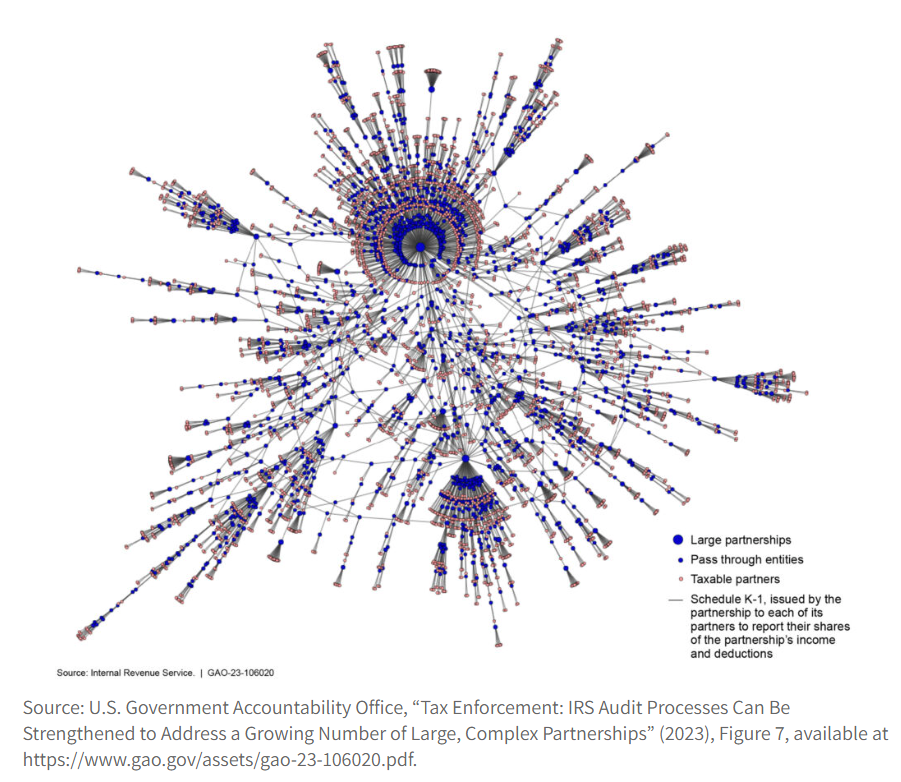 Large partnerships
Pass through entities
Taxable partners
Schedule K-1, issued by the
partnership to each of its
partners to report their shares
of the partnership's income
and deductions
Source: Internal Revenue Service. | GAO-23-106020
Source: U.S. Government Accountability Office, “Tax Enforcement: IRS Audit Processes Can Be
Strengthened to Address a Growing Number of Large, Complex Partnerships” (2023), Figure 7, available at
https://www.gao.gov/assets/gao-23-106020.pdf.